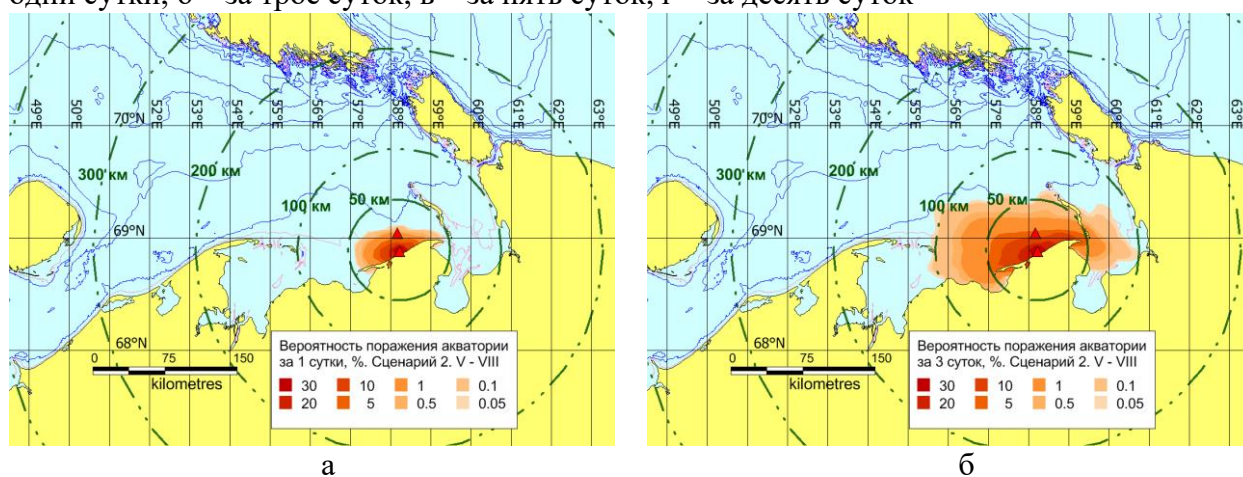 одни сутки, б – за трое суток, в – за пять суток, г – за десять суток
49°E 50°E 52°E 53°E 55°E 56°E 58°E 59°E 60°E 61°E 62°E 63°E
70°N
300 км 200 км
100 км 50 км
69°N
68°N
0 75 150
kilometres
Вероятность поражения акватории
за 1 сутки, %. Сценарий 2. V - VIII
30 10 1 0.1
20 5 0.5 0.05
а
49°E 50°E 52°E 53°E 55°E 56°E 57°E 58°E 59°E 60°E 61°E 62°E 63°E
70°N
300 км 200 км
100 км 50 км
69°N
68°N
0 75 150
kilometres
Вероятность поражения акватории
за 3 суток, %. Сценарий 2. V - VIII
30 10 1 0.1
20 5 0.5 0.05
б